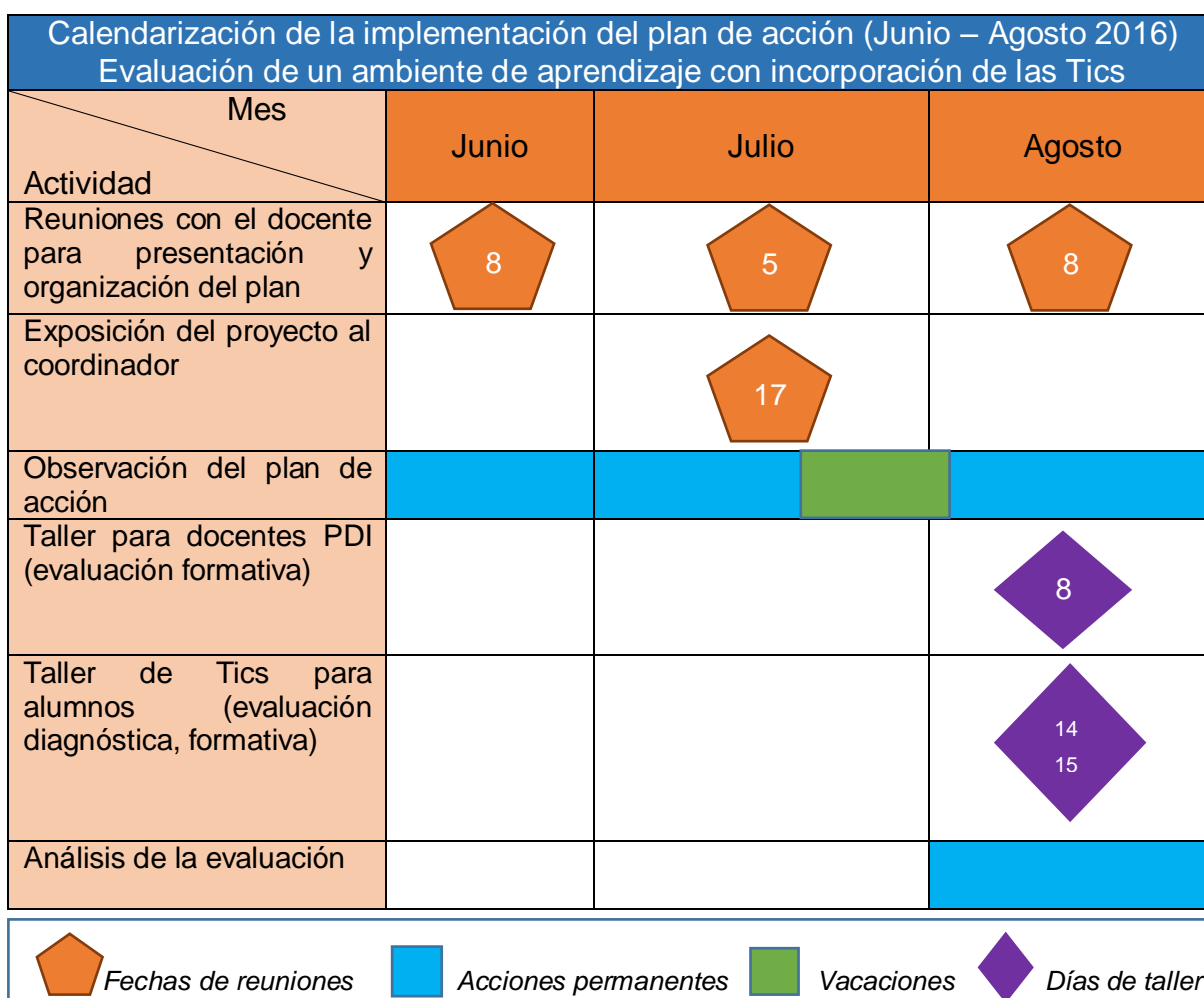 Calendarización de la implementación del plan de acción (Junio – Agosto 2016)
Evaluación de un ambiente de aprendizaje con incorporación de las Tics
Mes
Actividad
Junio
Julio
Agosto
Reuniones con el docente
para presentación y
organización del plan
8
5
8
Exposición del proyecto al
coordinador
17
Observación del plan de
acción
Taller para docentes PDI
(evaluación formativa)
8
Taller de Tics para
alumnos (evaluación
diagnóstica, formativa)
14
15
Análisis de la evaluación
Fechas de reuniones
Acciones permanentes
Vacaciones
Días de taller